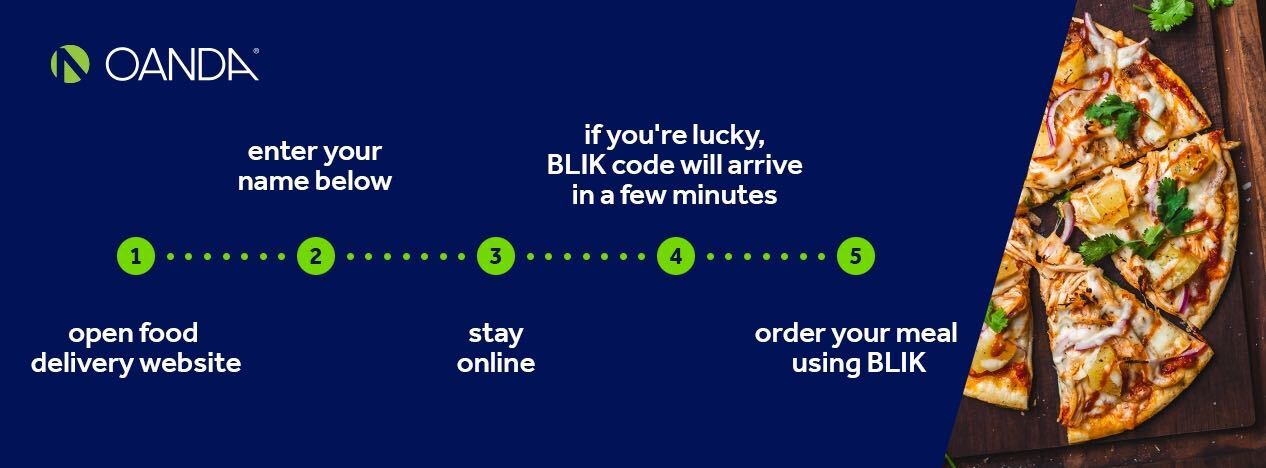 OANDA®
enter your
name below
if you're lucky,
BLIK code will arrive
in a few minutes
1
2
3
4
5
open food
delivery website
stay
online
order your meal
using BLIK